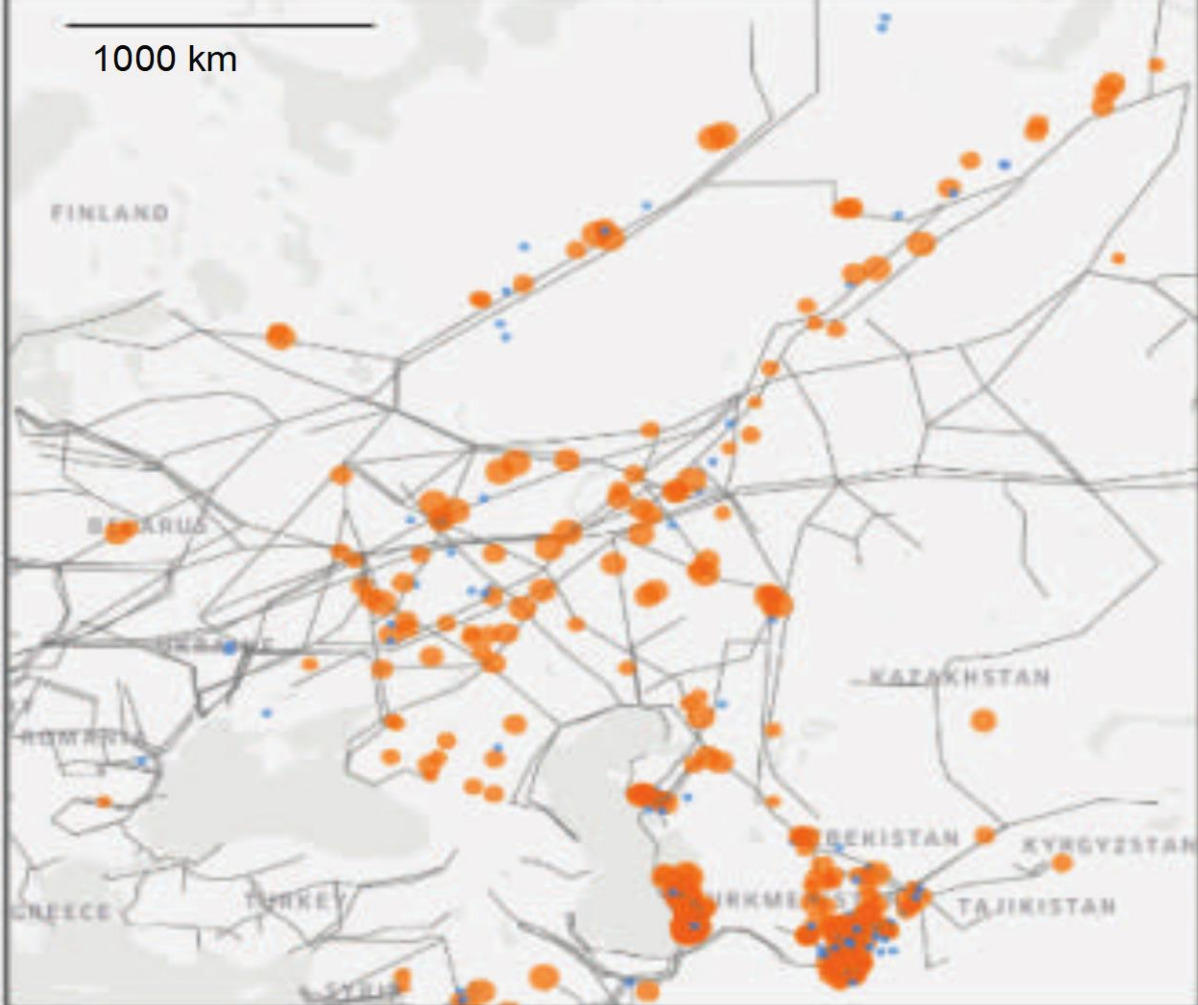 1000 km
FINLAND
BELARUS
UKRAINE
KAZAKHSTAN
ROMANIA
UZBEKISTAN
KYRGYZSTAN
GREECE
TURKEY
TURKMENISTAN
TAJIKISTAN
SYRIA